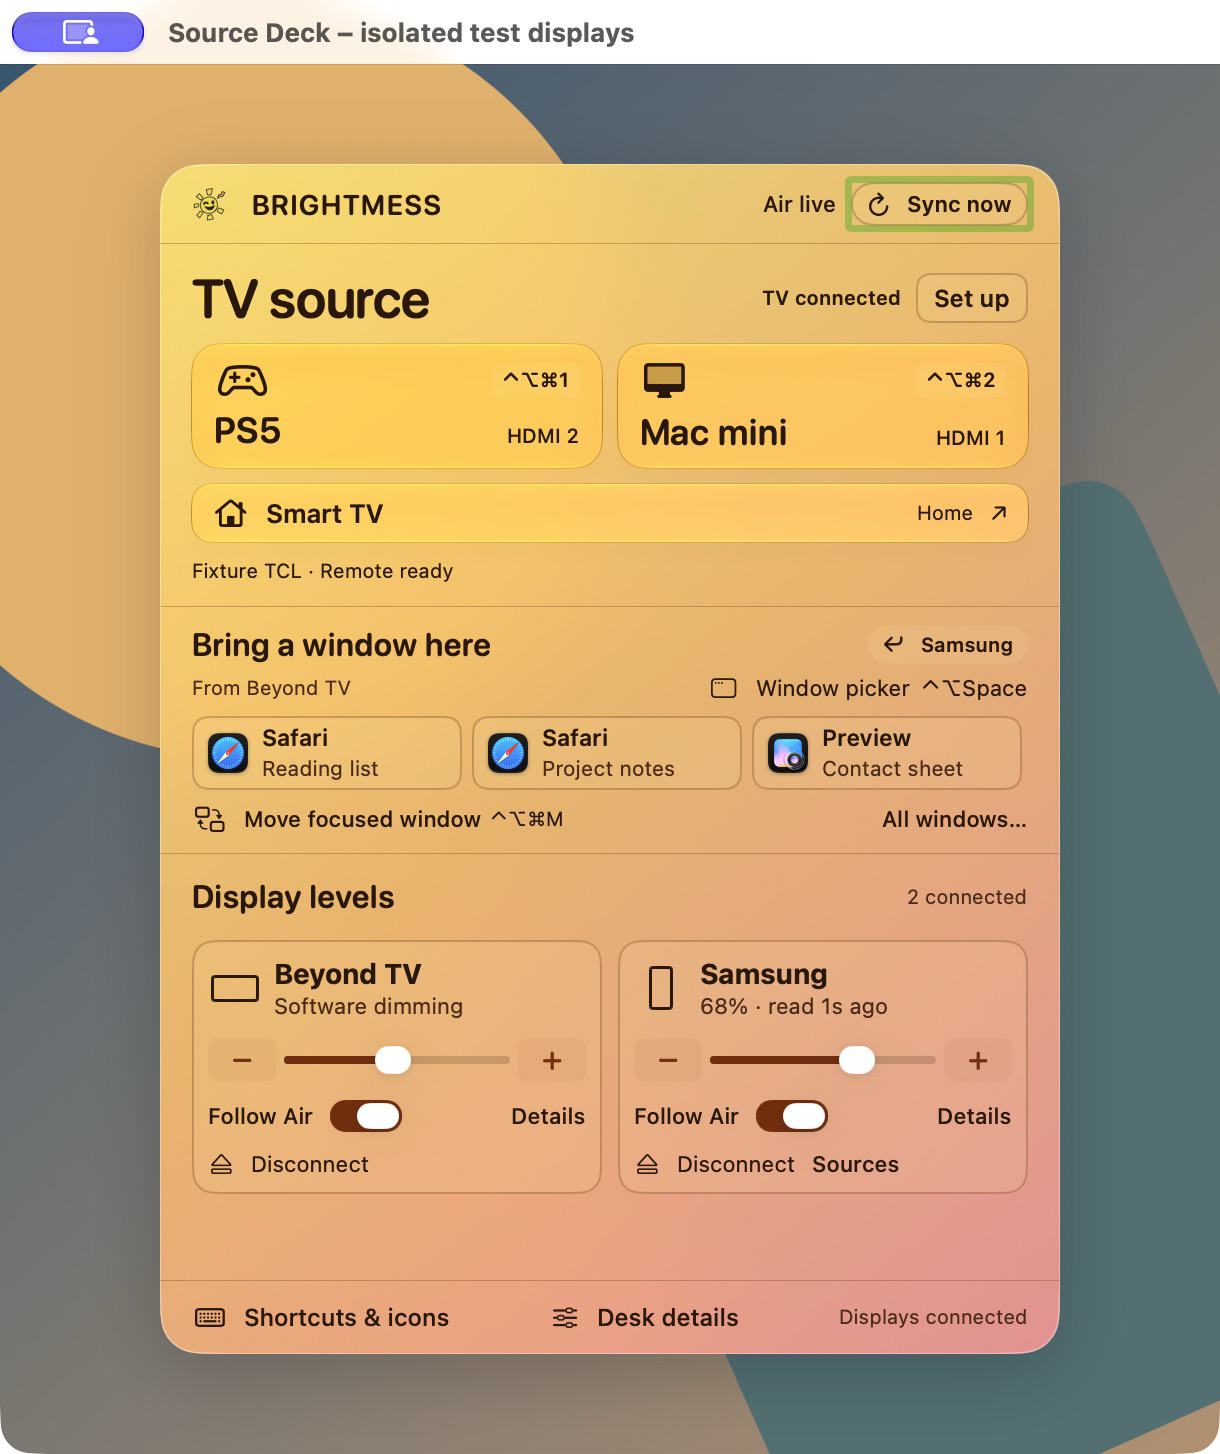 Source Deck – isolated test displays
BRIGHTMESS
Air live
Sync now
TV source
TV connected
Set up
⌃⌥⌘1
PS5
HDMI 2
⌃⌥⌘2
Mac mini
HDMI 1
Smart TV
Home ↗
Fixture TCL · Remote ready
Bring a window here
Samsung
From Beyond TV
Window picker ⌃⌥Space
Safari
Reading list
Safari
Project notes
Preview
Contact sheet
Move focused window ⌃⌥⌘M
All windows...
Display levels
2 connected
Beyond TV
Software dimming
− +
Follow Air
Details
Disconnect
Samsung
68% · read 1s ago
− +
Follow Air
Details
Disconnect
Sources
Shortcuts & icons
Desk details
Displays connected